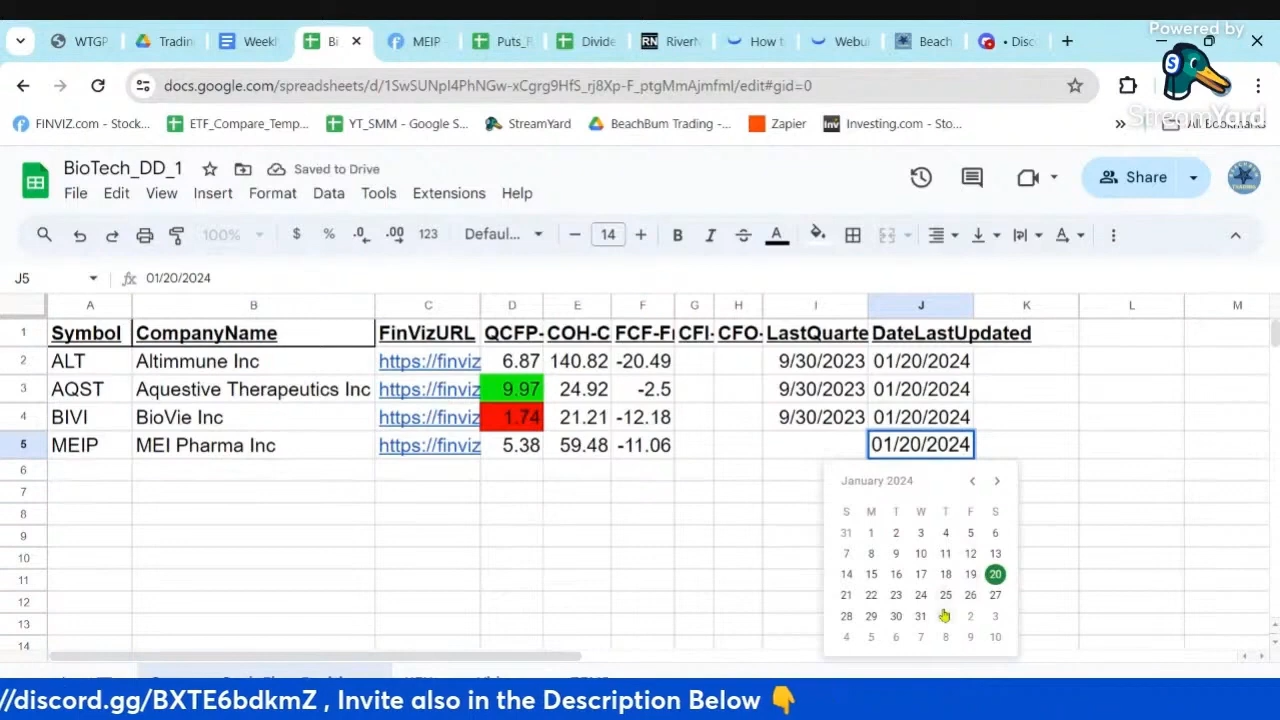 Powered by
StreamYard
WTGP Tradin Weekl Bi MEIP Puts_F Divide RN RiverN How t Webul Beach Disc
docs.google.com/spreadsheets/d/1SwSUNpI4PhNGw-xCgrg9HfS_rj8Xp-F_ptgMmAjmfmI/edit#gid=0
FINVIZ.com - Stock... ETF_Compare_Temp... YT_SMM - Google S... StreamYard BeachBum Trading -... Zapier Inv Investing.com - Sto... » All Bookmarks
BioTech_DD_1 Saved to Drive
File Edit View Insert Format Data Tools Extensions Help
Share
100% $ % .0 .00 123 Defaul... − 14 + B I A
J5 fx 01/20/2024
A B C D E F G H I J K L M
1 Symbol CompanyName FinVizURL QCFP- COH-C FCF-Fr CFI- CFO- LastQuarte DateLastUpdated
2 ALT Altimmune Inc https://finviz 6.87 140.82 -20.49 9/30/2023 01/20/2024
3 AQST Aquestive Therapeutics Inc https://finviz 9.97 24.92 -2.5 9/30/2023 01/20/2024
4 BIVI BioVie Inc https://finviz 1.74 21.21 -12.18 9/30/2023 01/20/2024
5 MEIP MEI Pharma Inc https://finviz 5.38 59.48 -11.06 01/20/2024
6
7
8
9
10
11
12
13
14
January 2024
S M T W T F S
31 1 2 3 4 5 6
7 8 9 10 11 12 13
14 15 16 17 18 19 20
21 22 23 24 25 26 27
28 29 30 31 2 3
4 5 6 7 8 9 10
//discord.gg/BXTE6bdkmZ , Invite also in the Description Below 👇